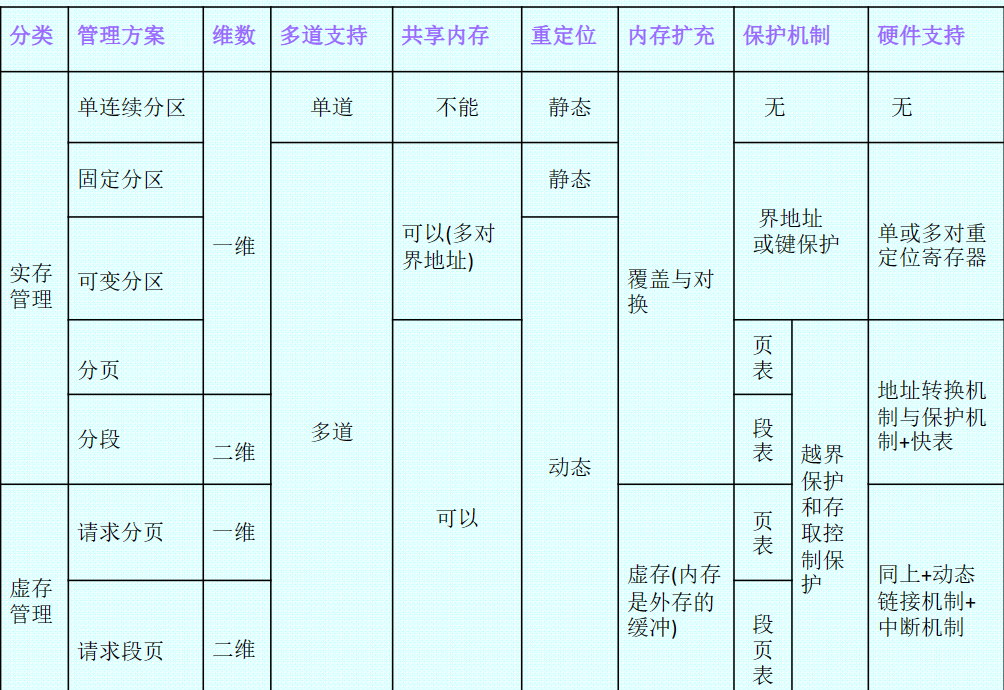 分类 管理方案 维数 多道支持 共享内存 重定位 内存扩充 保护机制 硬件支持
单连续分区 单道 不能 静态 无 无
固定分区 静态
可变分区
分页
分段
请求分页
请求段页
实存
管理
虚存
管理
一维
二维
一维
二维
多道
可以(多对
界地址)
可以
动态
覆盖与对
换
虚存(内存
是外存的
缓冲)
界地址
或键保护
页
表
段
表
页
表
段
页
表
越界
保护
和存
取控
制保
护
单或多对重
定位寄存器
地址转换机
制与保护机
制+快表
同上+动态
链接机制+
中断机制